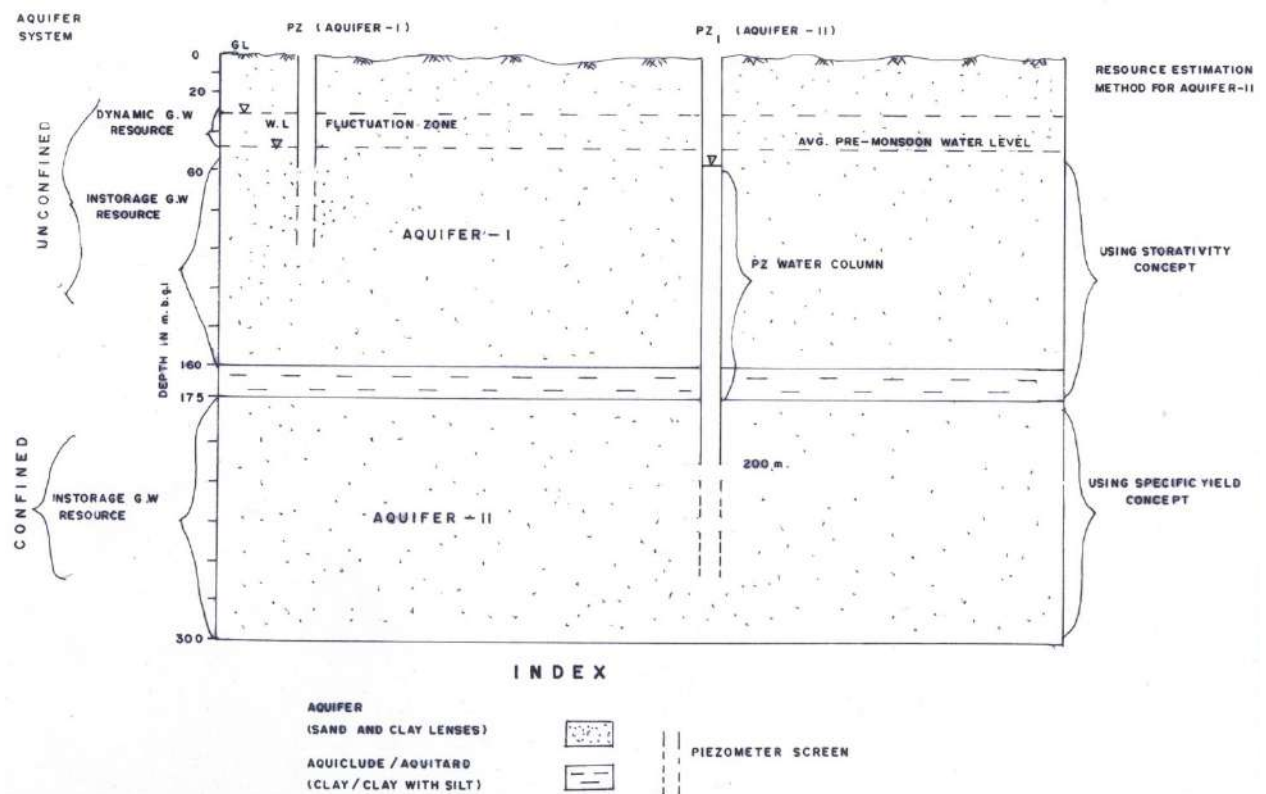 AQUIFER
SYSTEM
PZ (AQUIFER-I)
PZ1 (AQUIFER-II)
GL
RESOURCE ESTIMATION
METHOD FOR AQUIFER-II
0
20
60
160
175
300
DEPTH IN m.b.g.l
UNCONFINED
DYNAMIC G.W
RESOURCE
W.L FLUCTUATION ZONE
AVG. PRE-MONSOON WATER LEVEL
INSTORAGE G.W
RESOURCE
AQUIFER-I
PZ WATER COLUMN
USING STORATIVITY
CONCEPT
CONFINED
INSTORAGE G.W
RESOURCE
AQUIFER-II
200 m.
USING SPECIFIC YIELD
CONCEPT
INDEX
AQUIFER
(SAND AND CLAY LENSES)
AQUICLUDE/AQUITARD
(CLAY/CLAY WITH SILT)
PIEZOMETER SCREEN